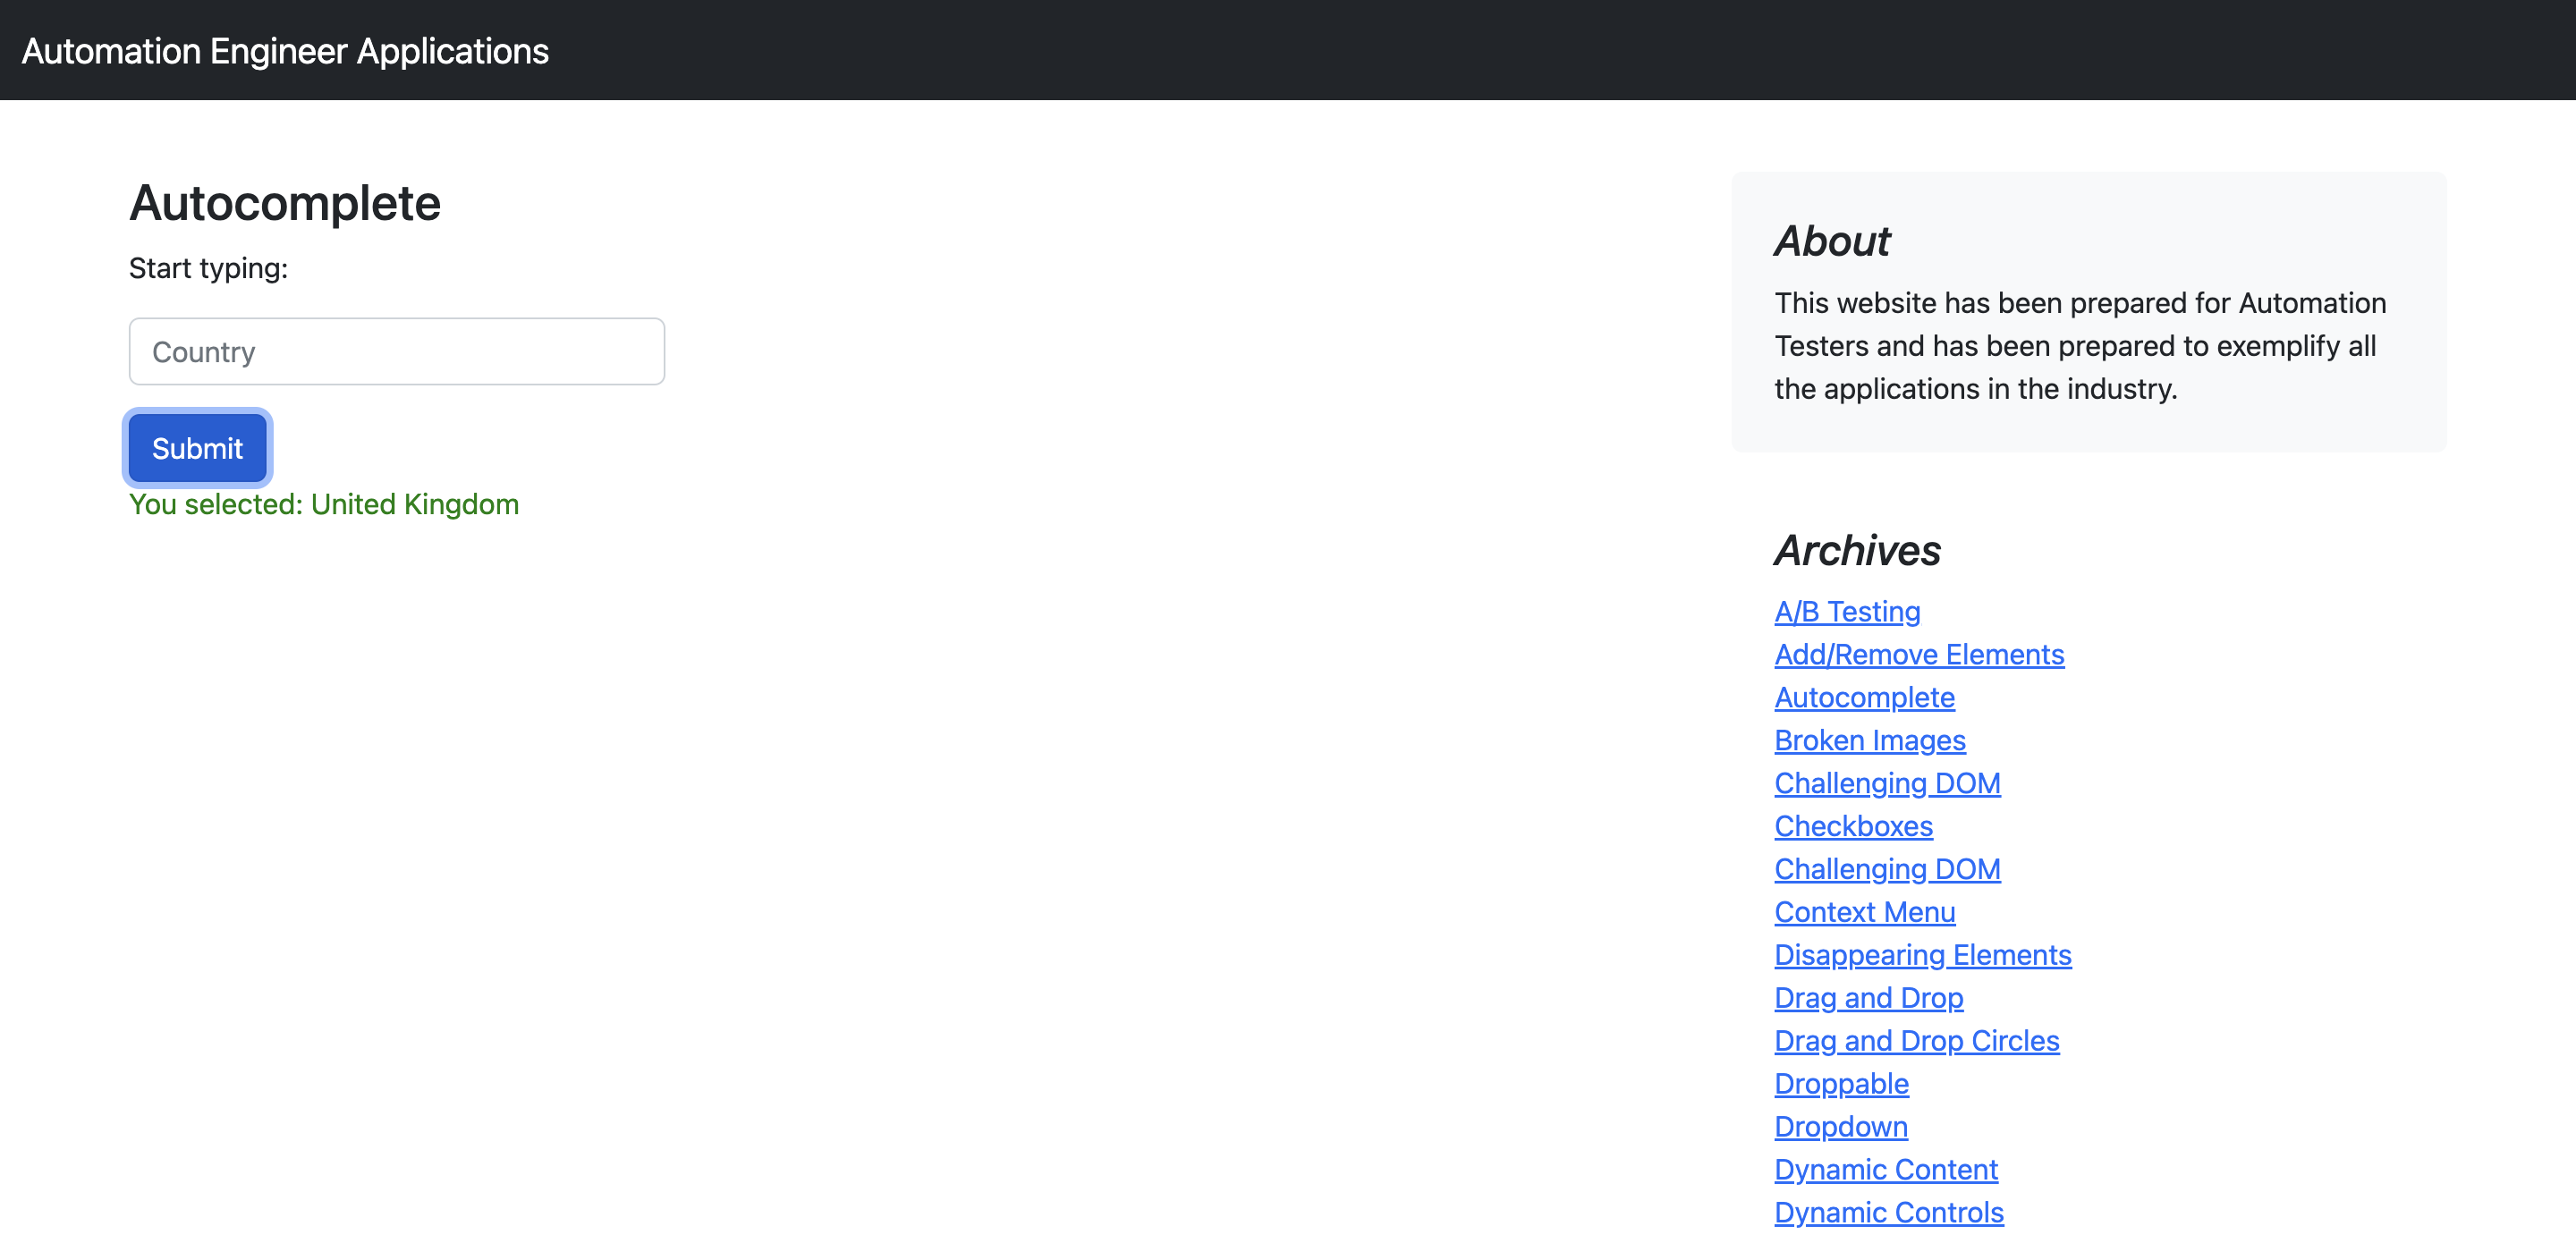 Automation Engineer Applications
Autocomplete
Start typing:
Country
Submit
You selected: United Kingdom
About
This website has been prepared for Automation
Testers and has been prepared to exemplify all
the applications in the industry.
Archives
A/B Testing
Add/Remove Elements
Autocomplete
Broken Images
Challenging DOM
Checkboxes
Challenging DOM
Context Menu
Disappearing Elements
Drag and Drop
Drag and Drop Circles
Droppable
Dropdown
Dynamic Content
Dynamic Controls